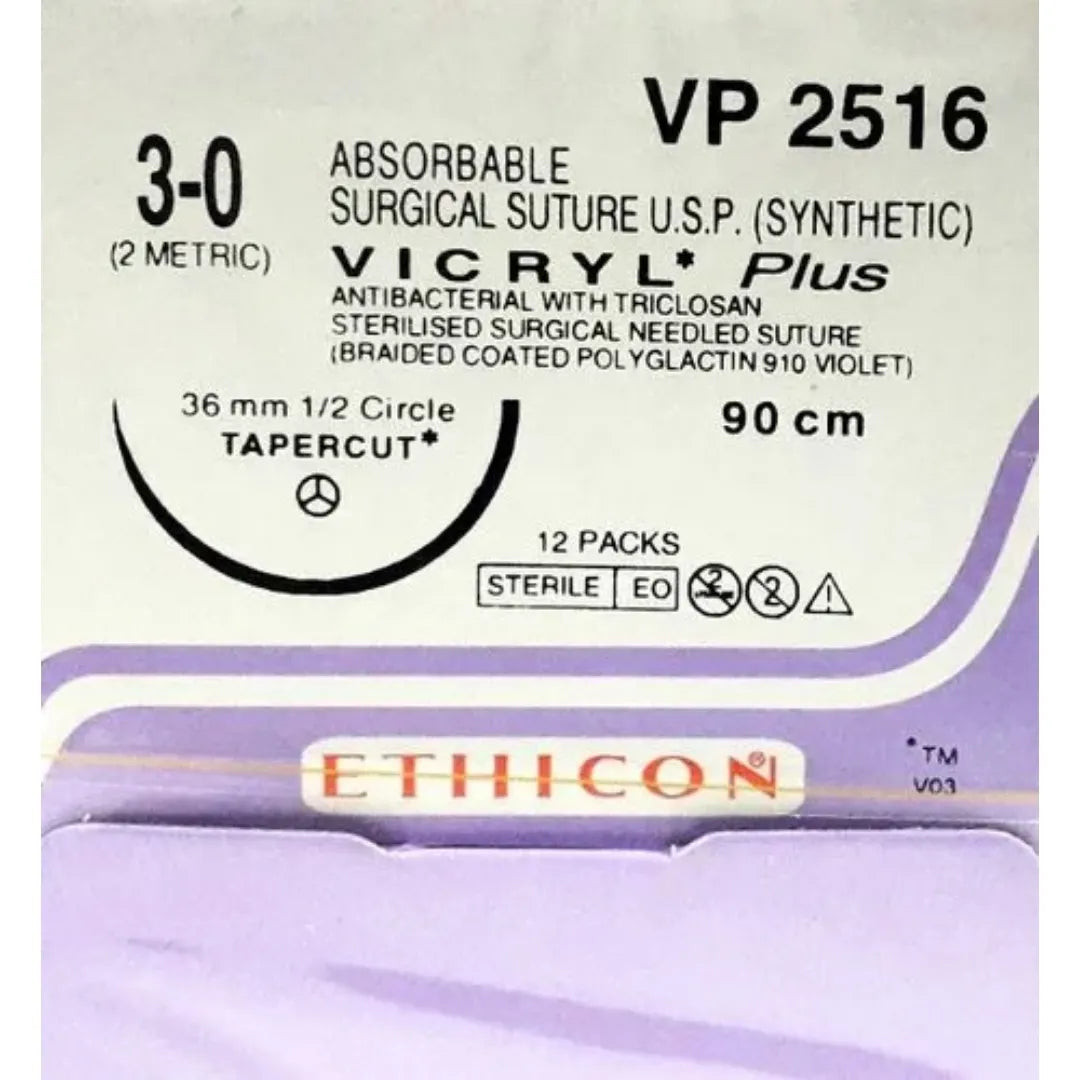 VP 2516
3-0
(2 METRIC)
ABSORBABLE
SURGICAL SUTURE U.S.P. (SYNTHETIC)
VICRYL* Plus
ANTIBACTERIAL WITH TRICLOSAN
STERILISED SURGICAL NEEDLED SUTURE
(BRAIDED COATED POLYGLACTIN 910 VIOLET)
36 mm 1/2 Circle
TAPERCUT*
90 cm
12 PACKS
STERILE EO
2 2
ETHICON®
*TM
V03